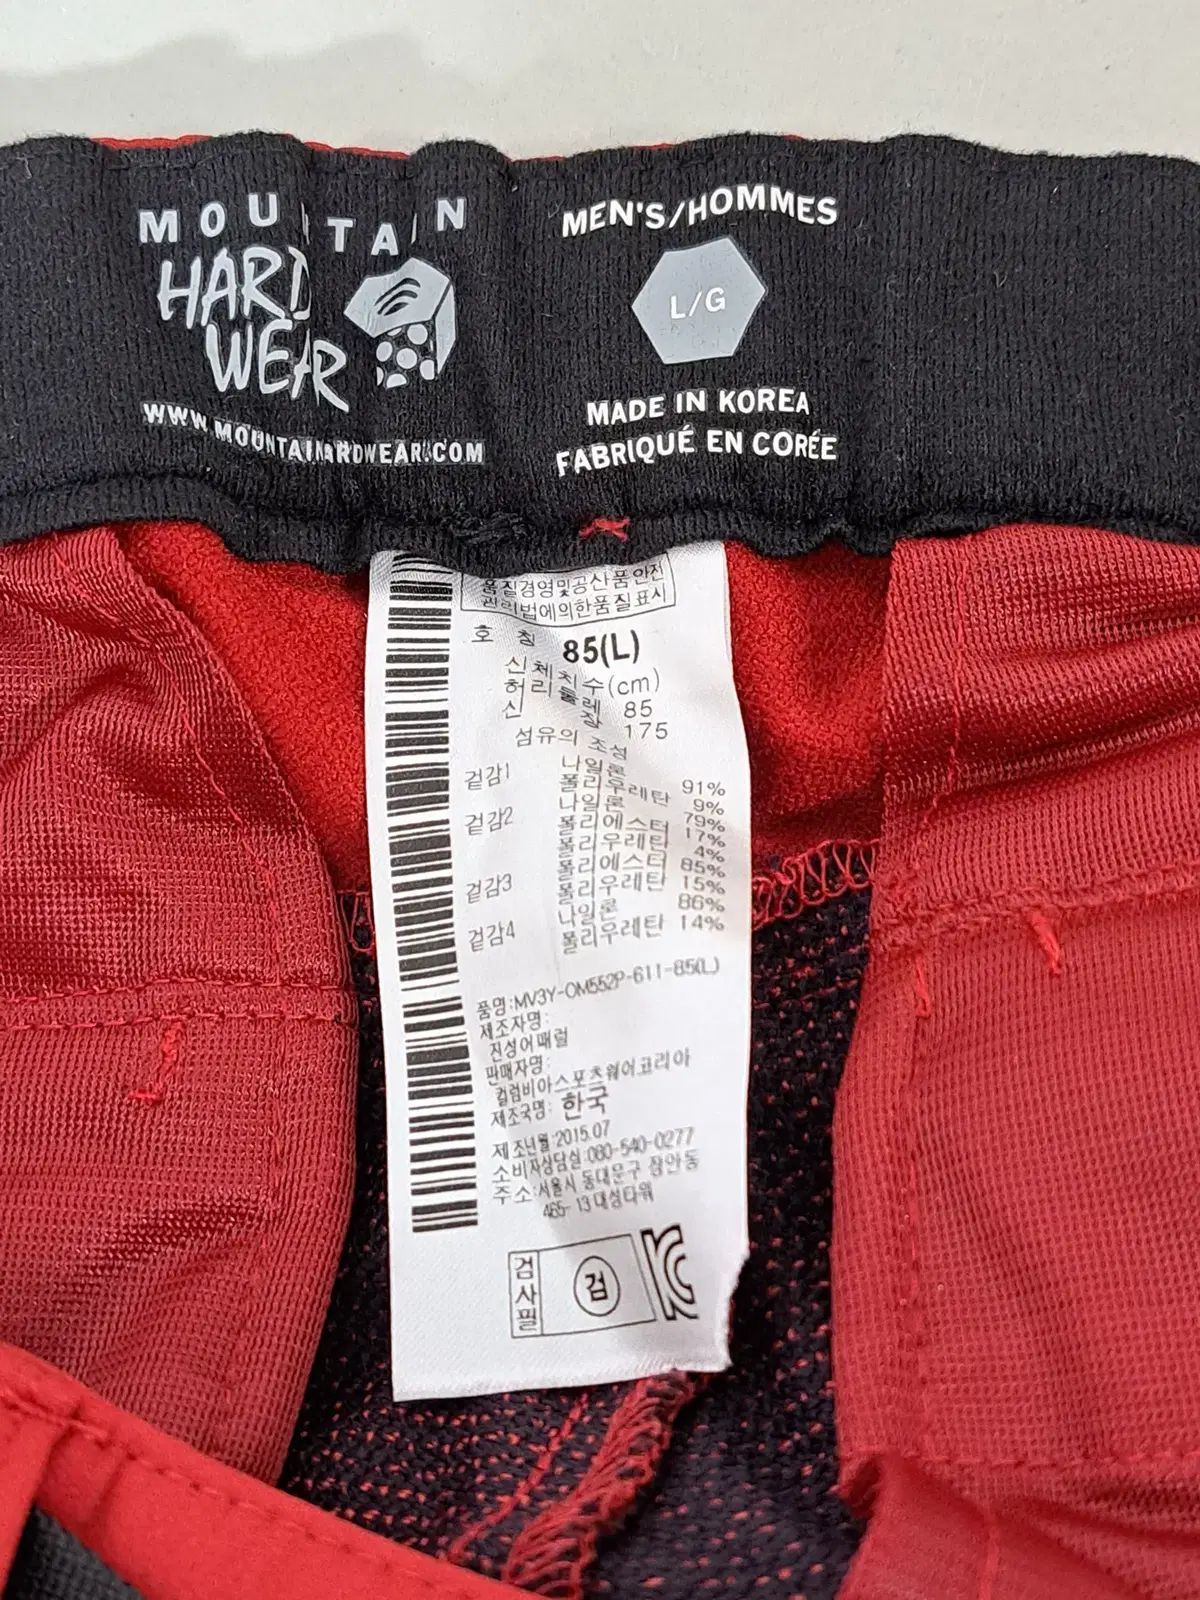 MOUNTAIN
HARD
WEAR
WWW.MOUNTAINHARDWEAR.COM
MEN'S/HOMMES
L/G
MADE IN KOREA
FABRIQUÉ EN CORÉE
품질경영및공산품안전
관리법에의한품질표시
호 칭 85(L)
신체치수(cm)
허리둘레 85
신 장 175
섬유의 조성
겉감1 나일론 91%
폴리우레탄 9%
겉감2 나일론 79%
폴리에스터 17%
폴리우레탄 4%
겉감3 폴리에스터 85%
폴리우레탄 15%
겉감4 나일론 86%
폴리우레탄 14%
품명:MV3Y-OM552P-611-85(L)
제조자명:
진성어패럴
판매자명:
컬럼비아스포츠웨어코리아
제조국명: 한국
제조년월:2015.07
소비자상담실:080-540-0277
주소:서울시 동대문구 장안동
465-13 대성타워
검사필
검